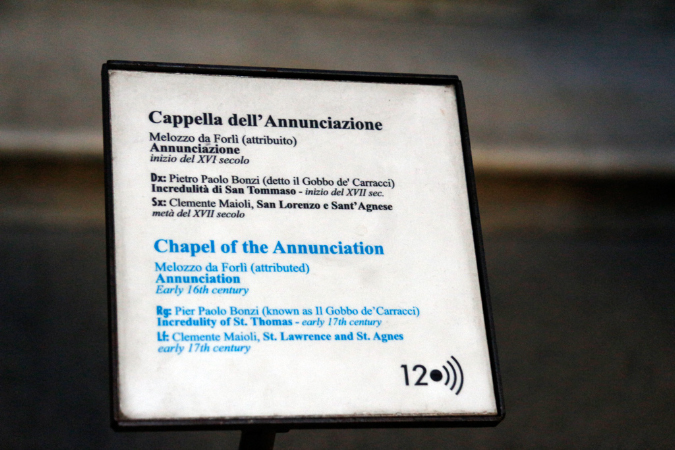 Cappella dell'Annunciazione
Melozzo da Forlì (attribuito)
Annunciazione
inizio del XVI secolo
Dx: Pietro Paolo Bonzi (detto il Gobbo de' Carracci)
Incredulità di San Tommaso - inizio del XVII sec.
Sx: Clemente Maioli, San Lorenzo e Sant'Agnese
metà del XVII secolo
Chapel of the Annunciation
Melozzo da Forlì (attributed)
Annunciation
Early 16th century
Rg: Pier Paolo Bonzi (known as Il Gobbo de'Carracci)
Incredulity of St. Thomas - early 17th century
Lf: Clemente Maioli, St. Lawrence and St. Agnes
early 17th century
12